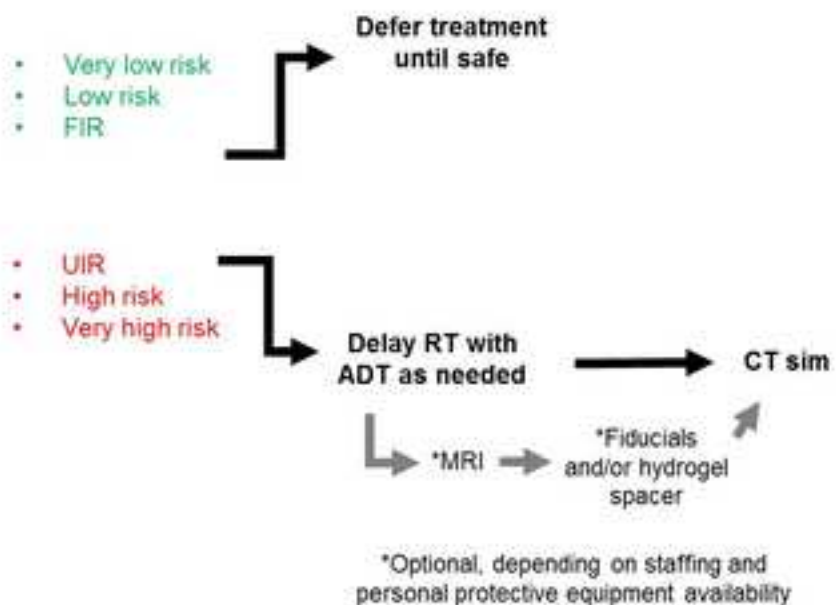 Defer treatment
until safe
• Very low risk
• Low risk
• FIR
• UIR
• High risk
• Very high risk
Delay RT with
ADT as needed
CT sim
*MRI
*Fiducials
and/or hydrogel
spacer
*Optional, depending on staffing and
personal protective equipment availability